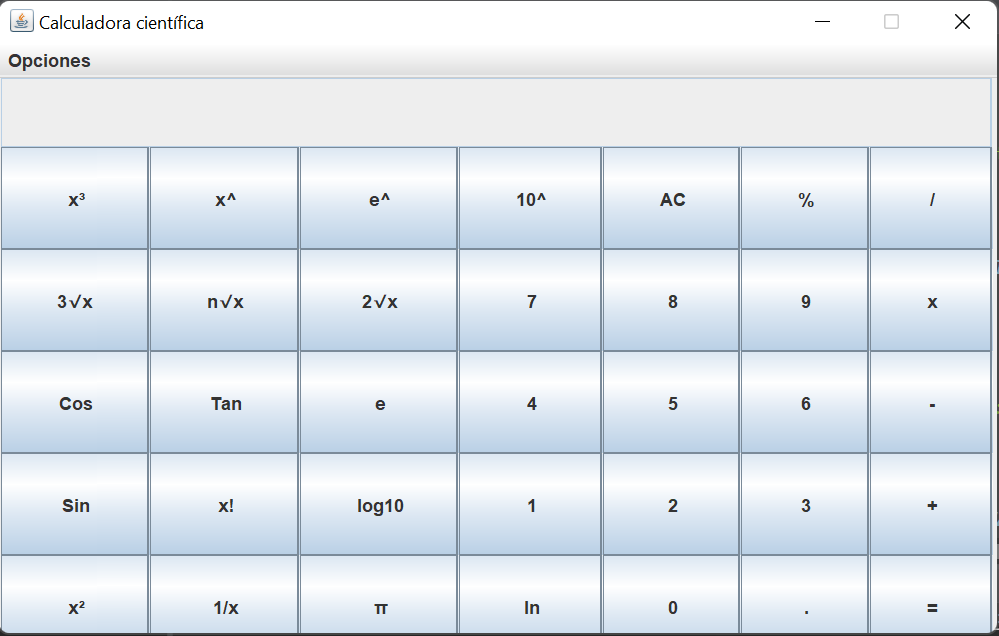 Calculadora científica
Opciones
x³ x^ e^ 10^ AC % /
3√x n√x 2√x 7 8 9 x
Cos Tan e 4 5 6 -
Sin x! log10 1 2 3 +
x² 1/x π ln 0 . =